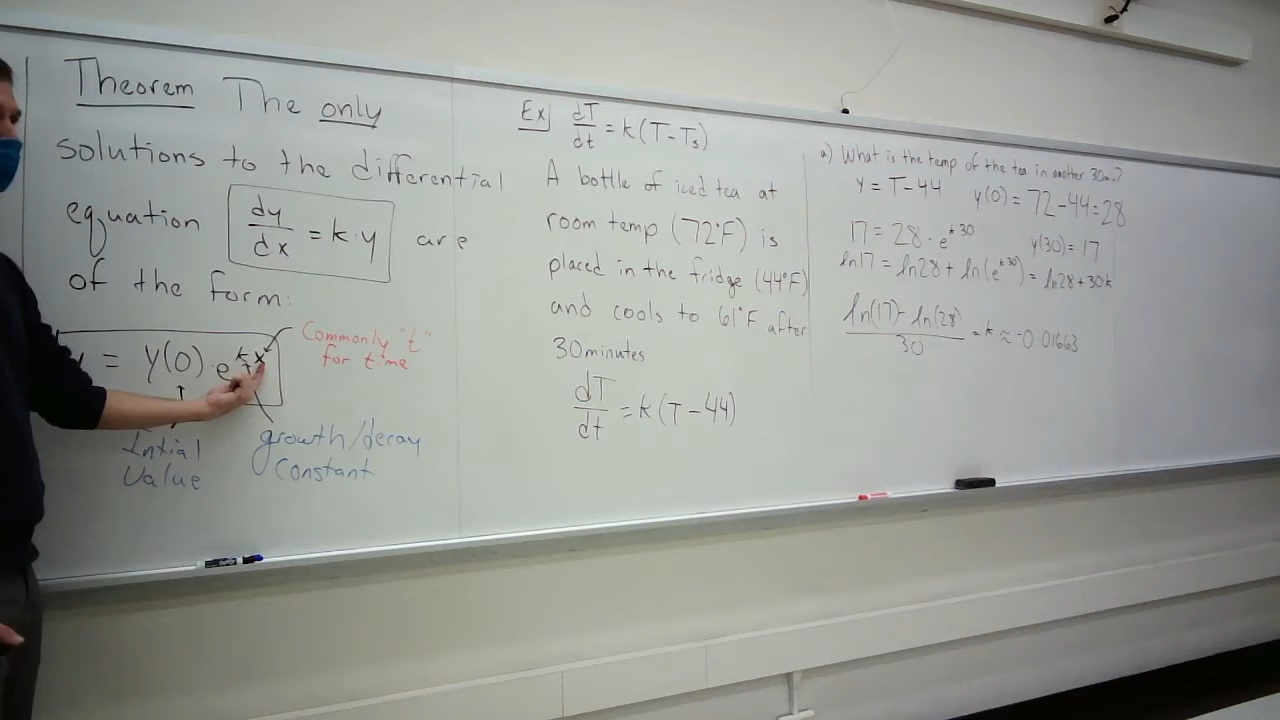 Theorem The only
solutions to the differential
equation dy/dx = k·y are
of the form:
= y(0)·e^kx
Commonly "t"
for time
Intial
Value
growth/decay
Constant
Ex] dT/dt = k(T-Ts)
A bottle of iced tea at
room temp (72°F) is
placed in the fridge (44°F)
and cools to 61°F after
30 minutes
dT/dt = k(T-44)
a) What is the temp of the tea in another 30min?
y = T-44 y(0) = 72-44=28
17 = 28·e^k30 y(30) = 17
ln17 = ln28 + ln(e^k30) = ln28 + 30k
ln(17) - ln(28)/30 = k ≈ -0.01663